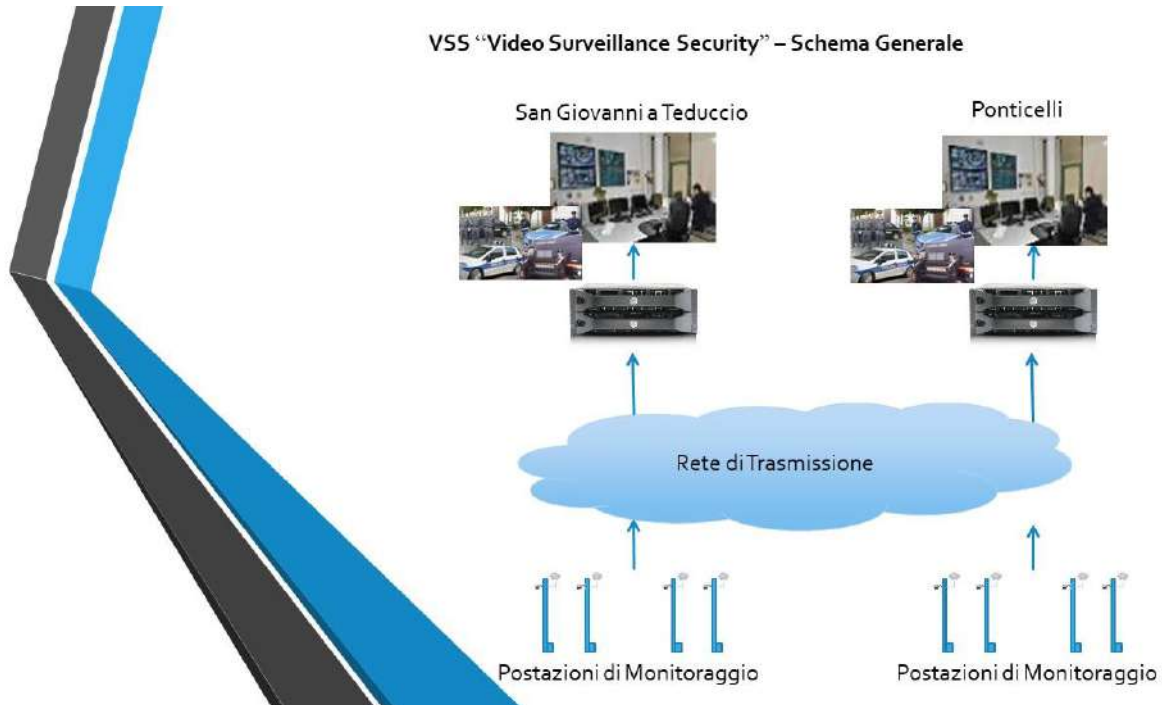 VSS “Video Surveillance Security” – Schema Generale
San Giovanni a Teduccio
Ponticelli
Rete di Trasmissione
Postazioni di Monitoraggio
Postazioni di Monitoraggio